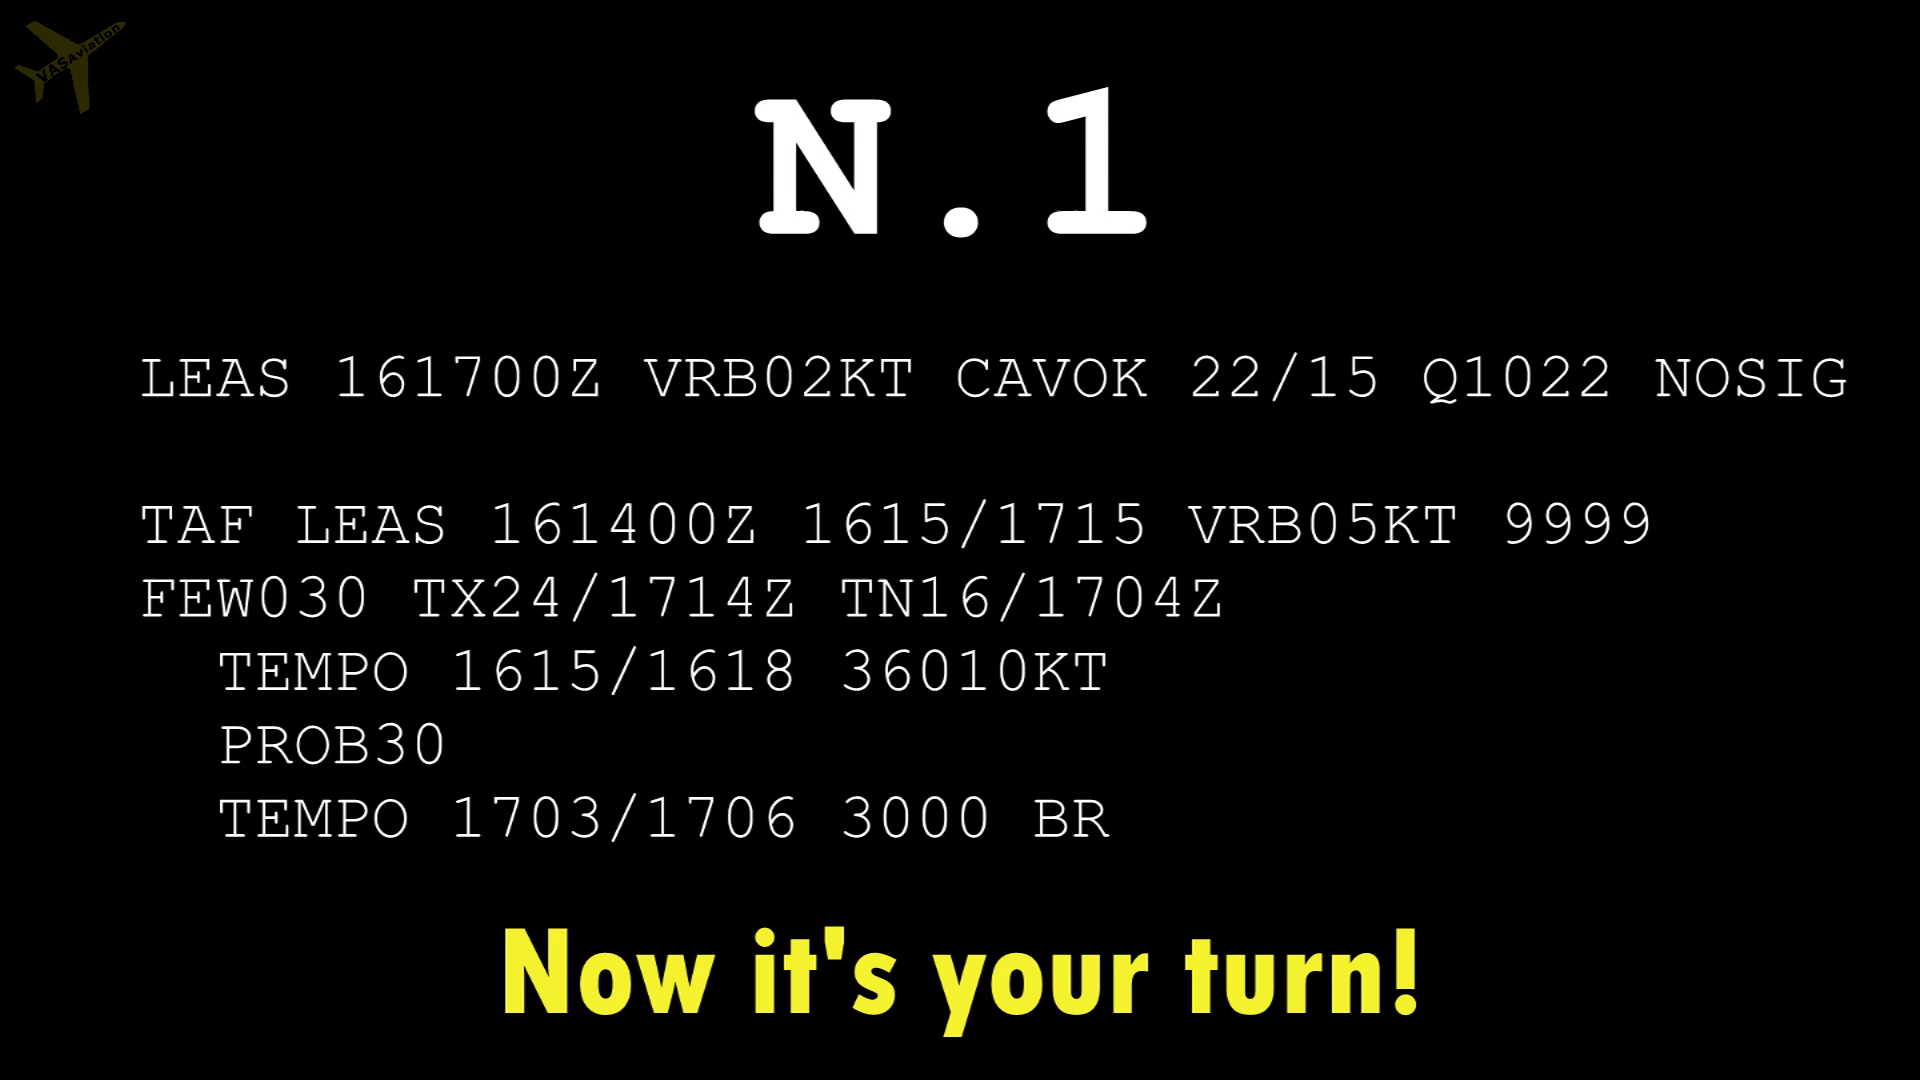 VASAviation
N.1
LEAS 161700Z VRB02KT CAVOK 22/15 Q1022 NOSIG
TAF LEAS 161400Z 1615/1715 VRB05KT 9999
FEW030 TX24/1714Z TN16/1704Z
TEMPO 1615/1618 36010KT
PROB30
TEMPO 1703/1706 3000 BR
Now it's your turn!